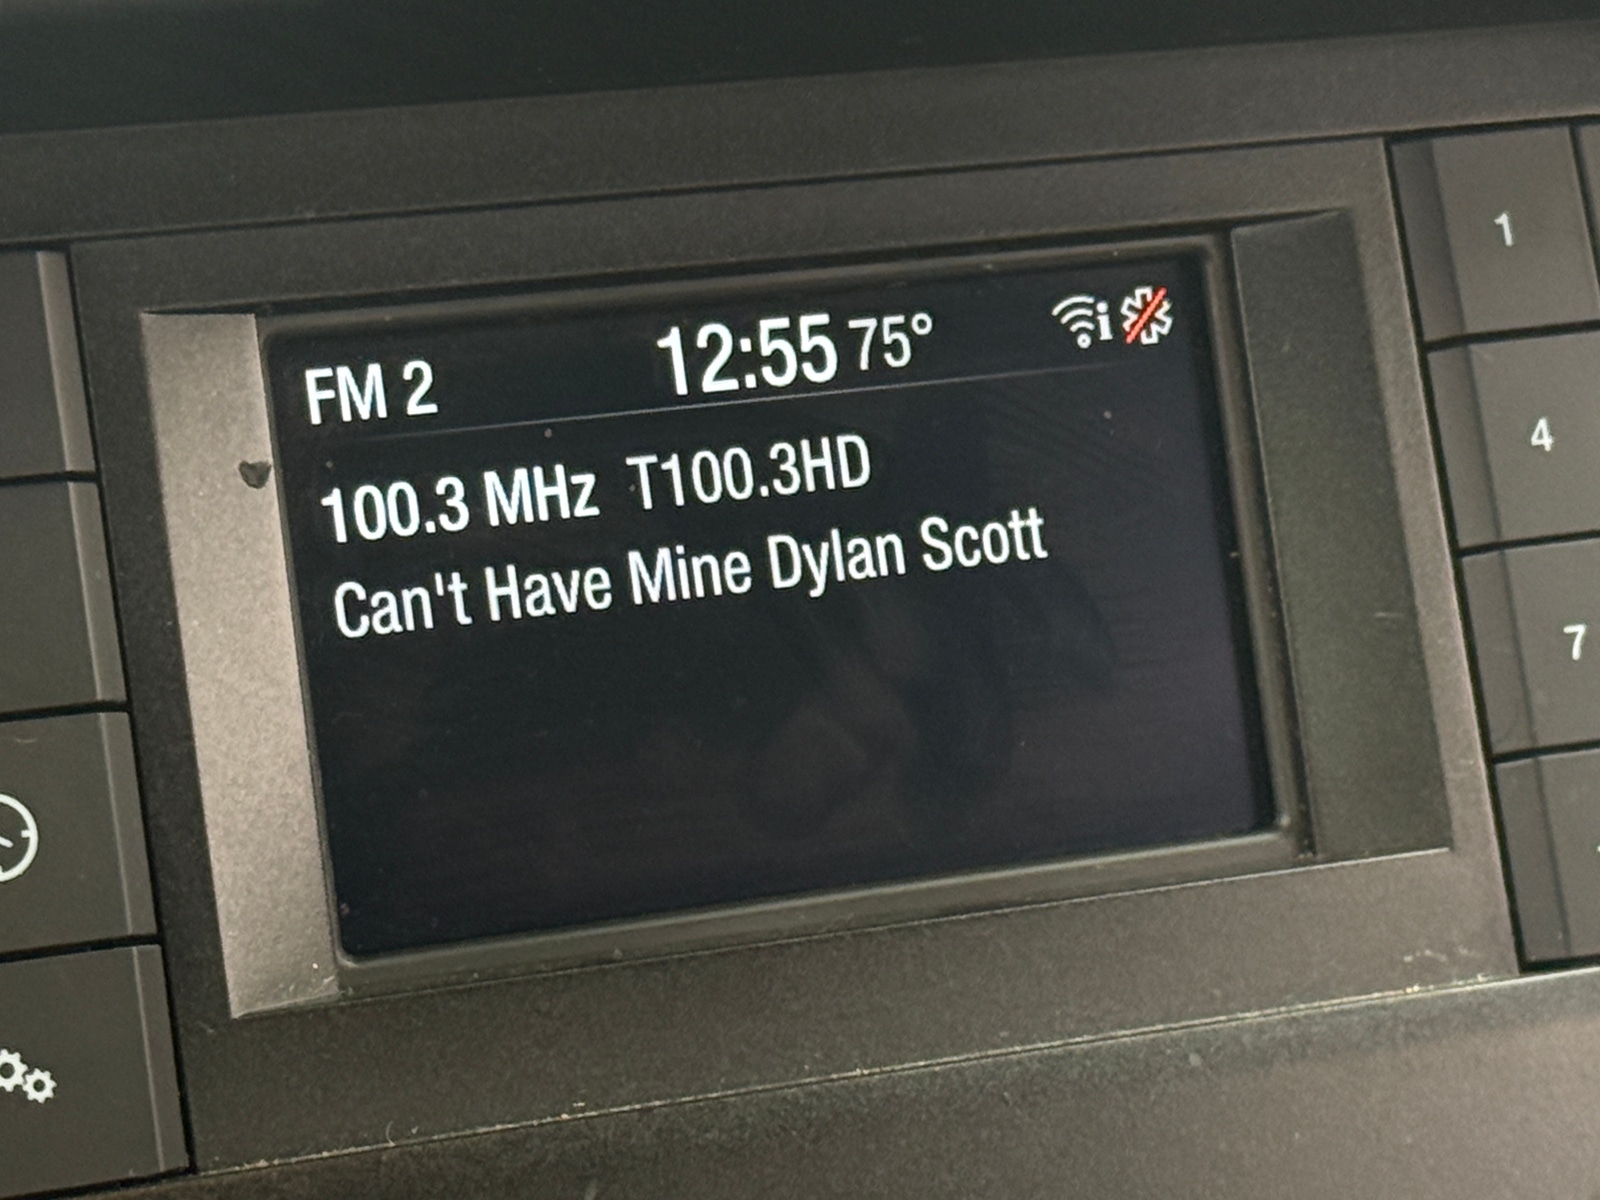 FM 2 12:55 75°
100.3 MHz T100.3HD
Can't Have Mine Dylan Scott
1
4
7